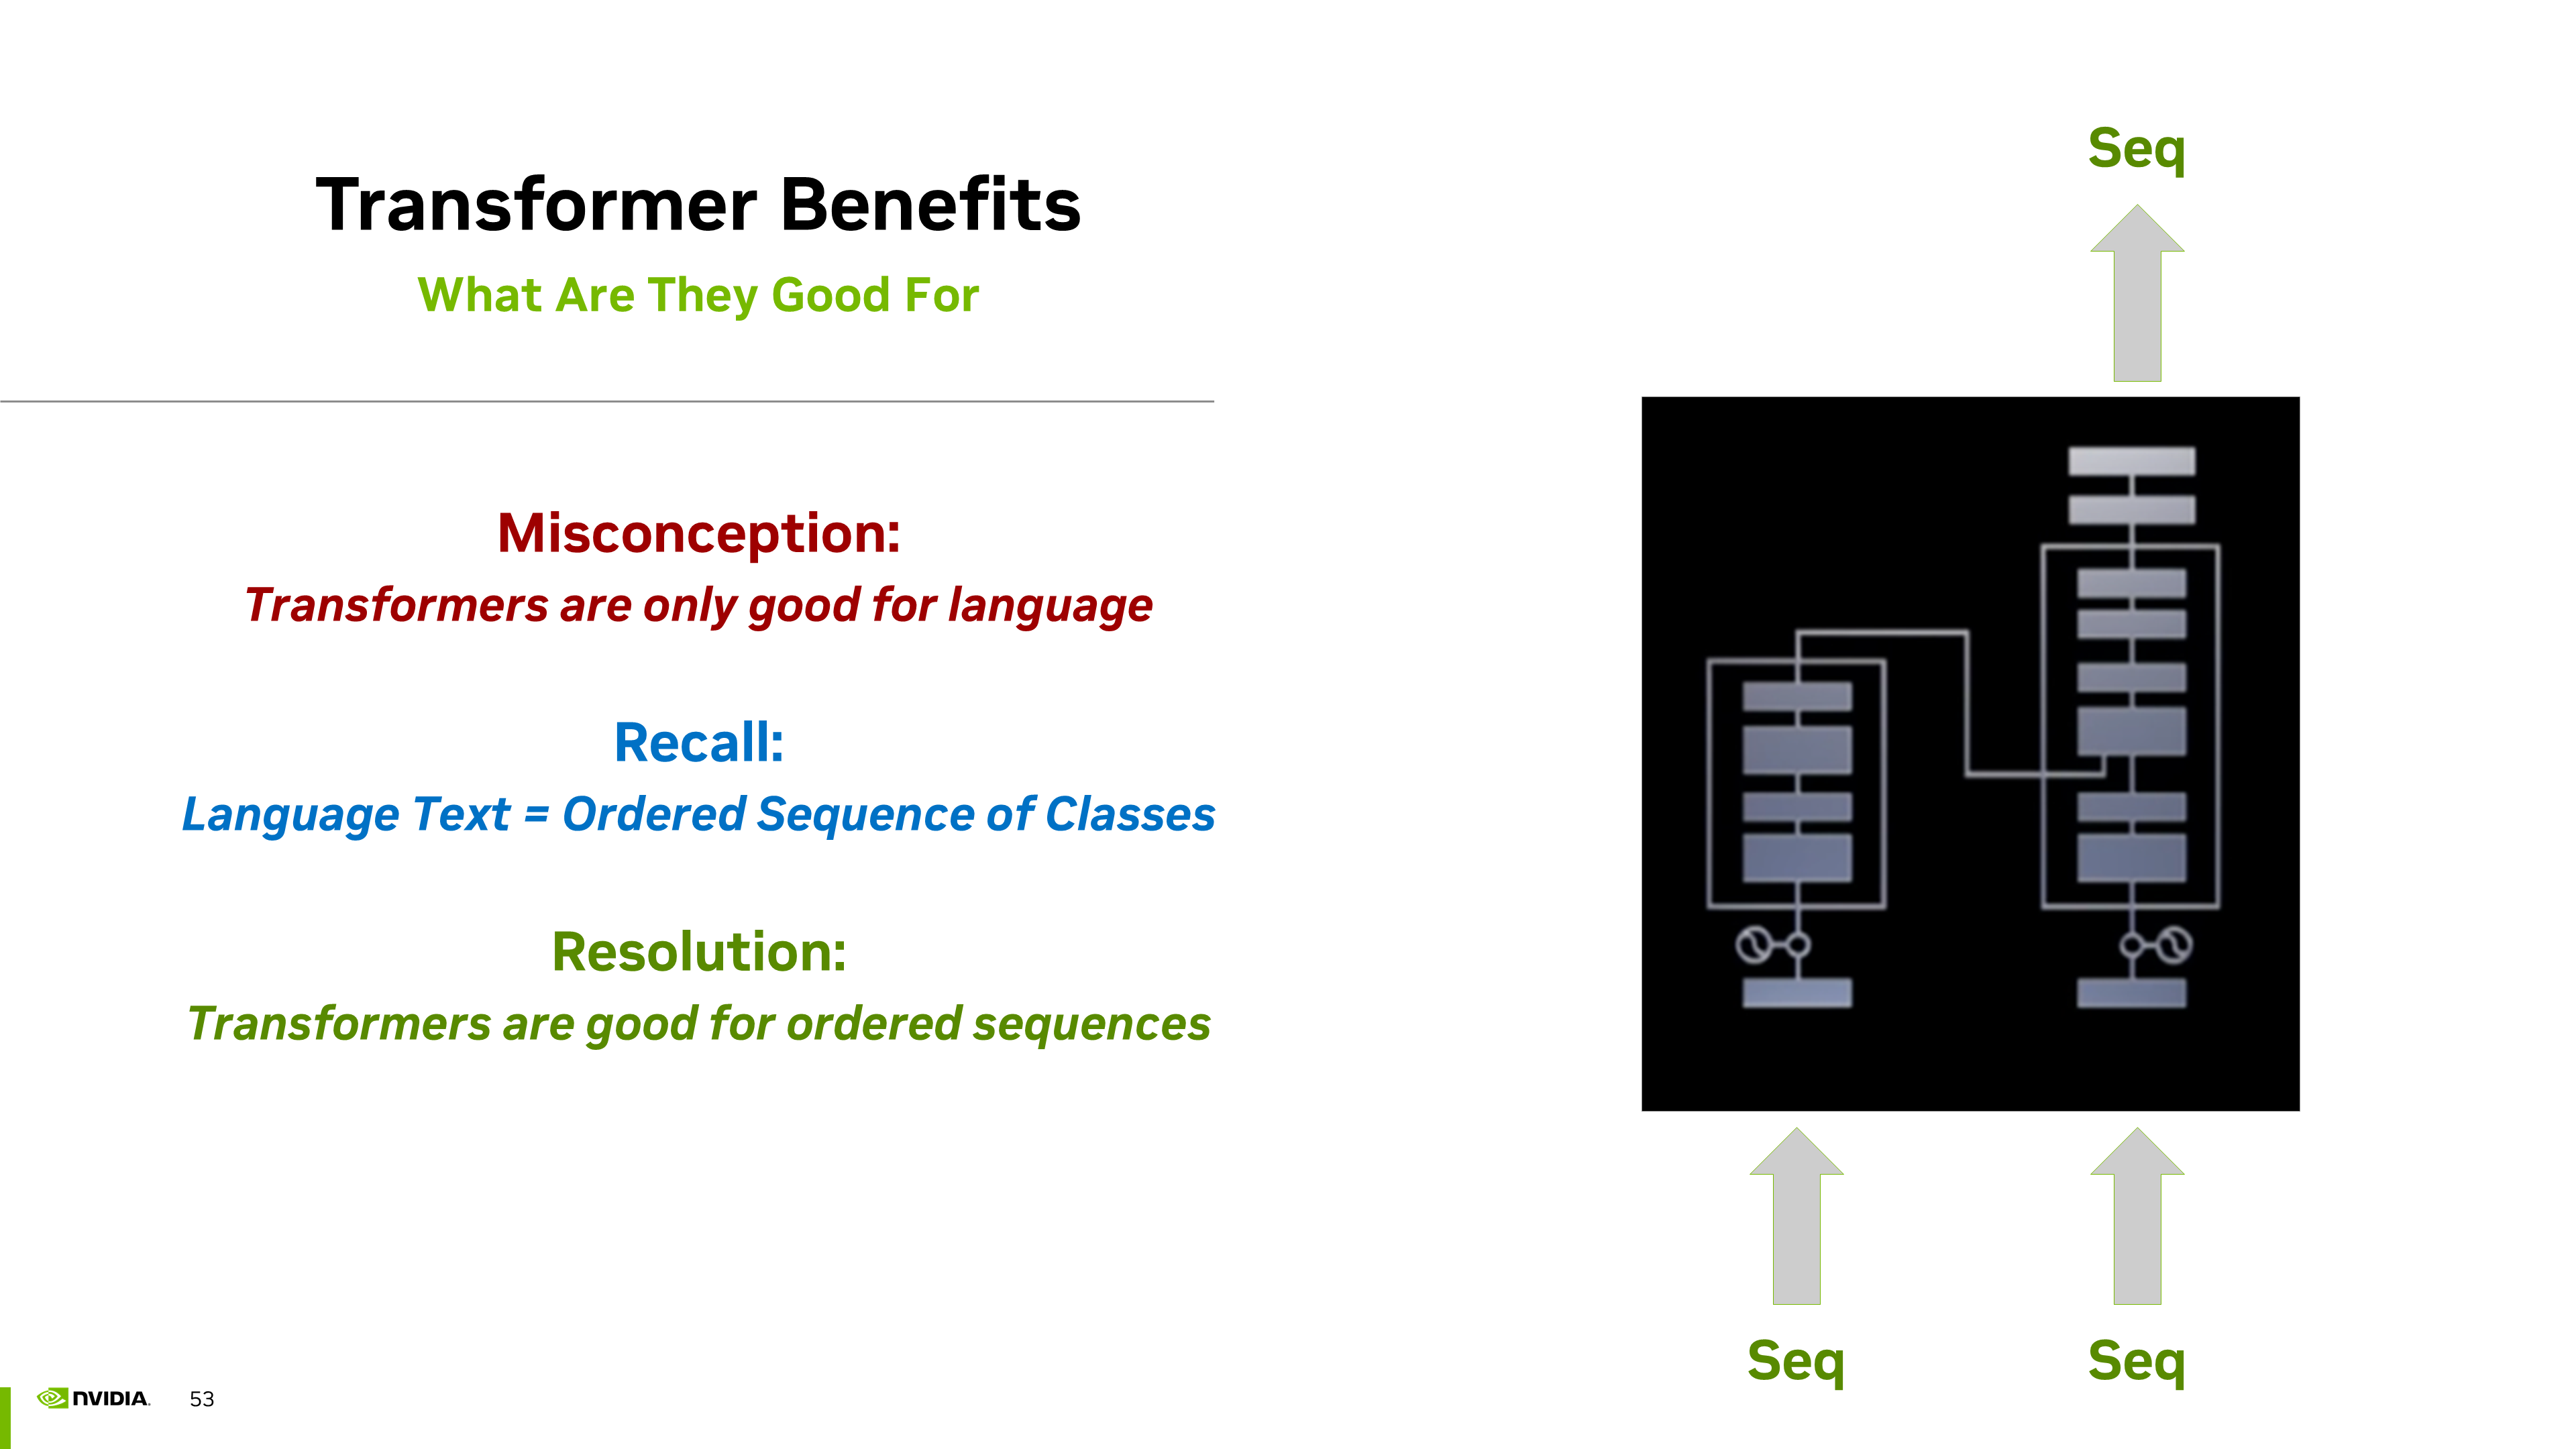 Transformer Benefits
What Are They Good For
Misconception:
Transformers are only good for language
Recall:
Language Text = Ordered Sequence of Classes
Resolution:
Transformers are good for ordered sequences
Seq
Seq
Seq
NVIDIA.
53